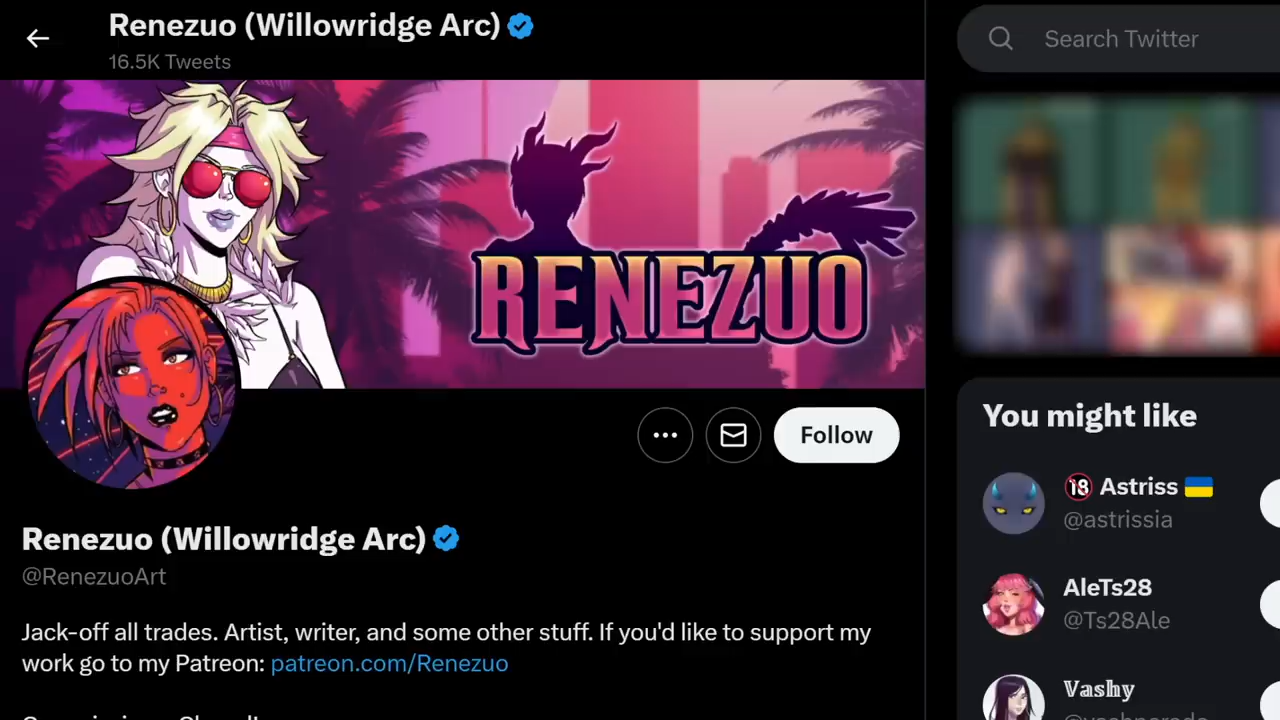 Renezuo (Willowridge Arc)
16.5K Tweets
Search Twitter
RENEZUO
Follow
You might like
Renezuo (Willowridge Arc)
@RenezuoArt
Jack-off all trades. Artist, writer, and some other stuff. If you'd like to support my
work go to my Patreon: patreon.com/Renezuo
18 Astriss
@astrissia
AleTs28
@Ts28Ale
𝕍ashy